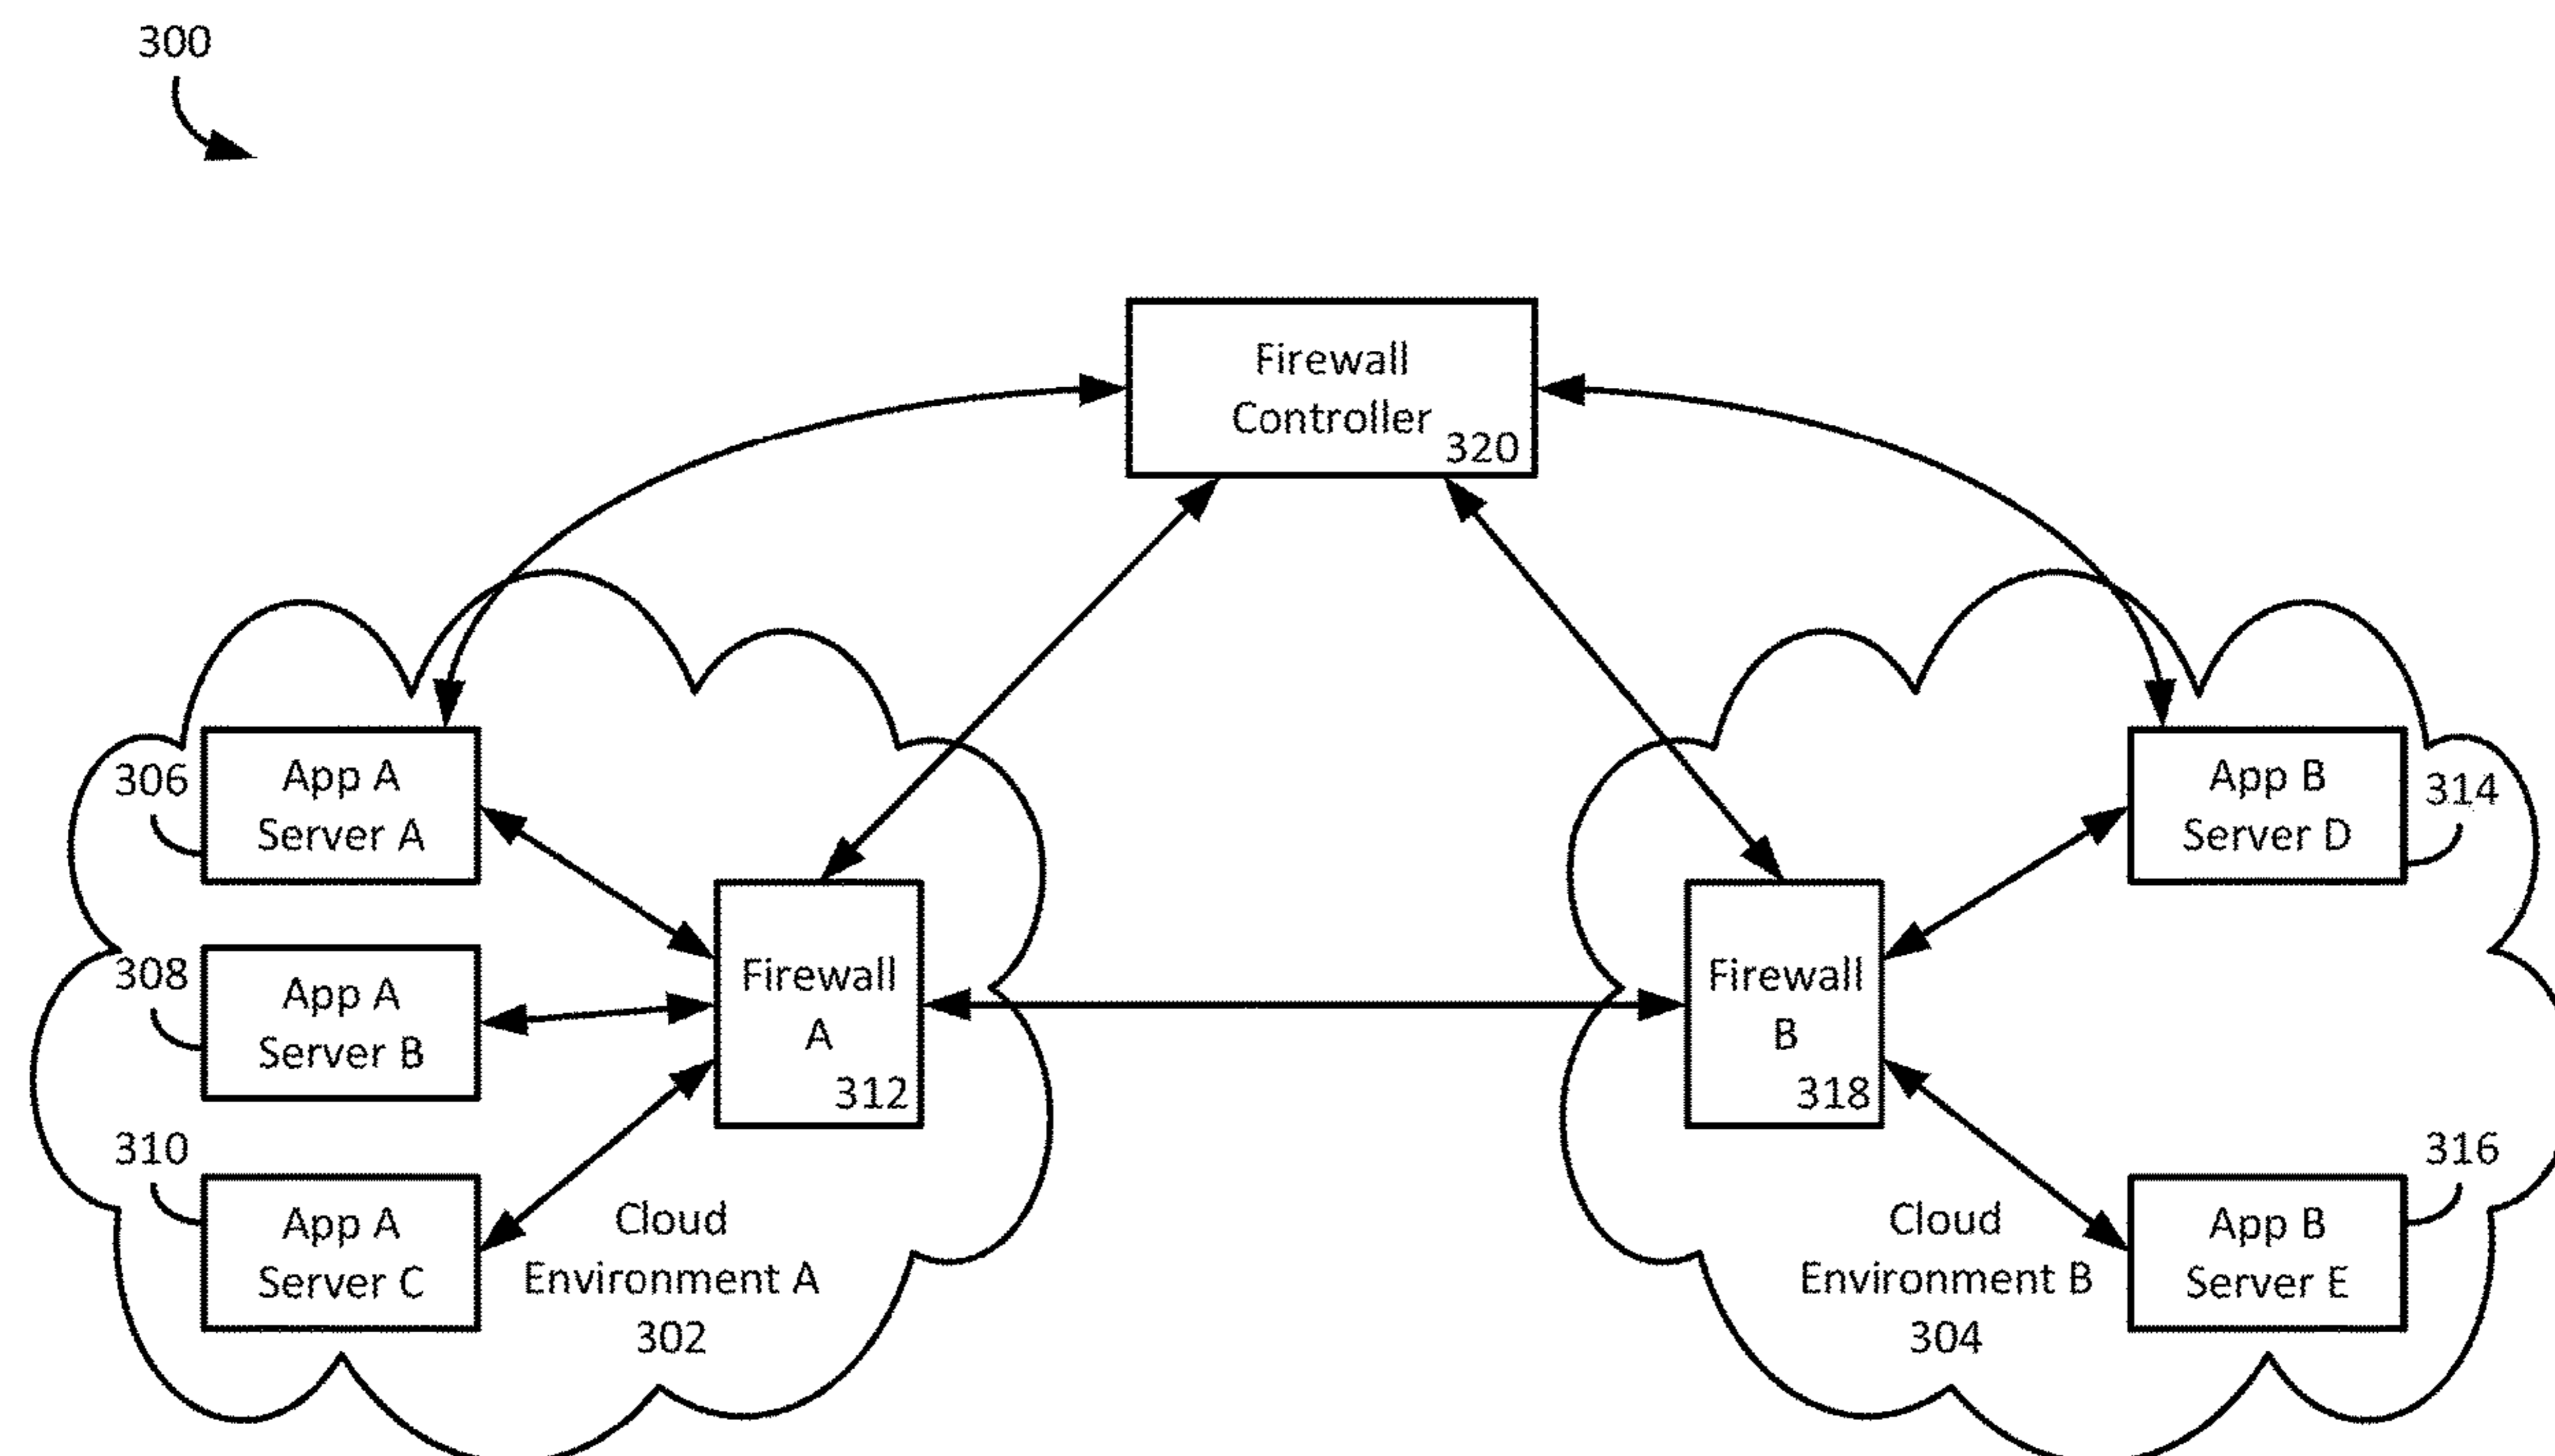 300
Firewall
Controller
320
306
App A
Server A
308
App A
Server B
310
App A
Server C
Firewall
A
312
Cloud
Environment A
302
Firewall
B
318
App B
Server D
314
App B
Server E
316
Cloud
Environment B
304